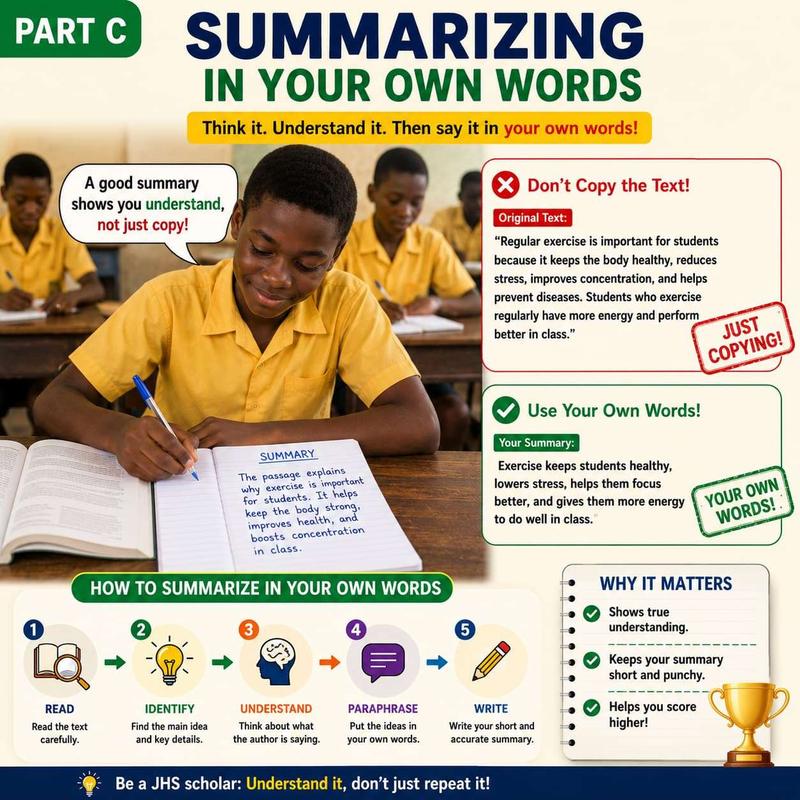 PART C
SUMMARIZING
IN YOUR OWN WORDS
Think it. Understand it. Then say it in your own words!
A good summary
shows you understand,
not just copy!
Don't Copy the Text!
Original Text:
“Regular exercise is important for students
because it keeps the body healthy, reduces
stress, improves concentration, and helps
prevent diseases. Students who exercise
regularly have more energy and perform
better in class.”
JUST
COPYING!
Use Your Own Words!
Your Summary:
Exercise keeps students healthy,
lowers stress, helps them focus
better, and gives them more energy
to do well in class.
YOUR OWN
WORDS!
SUMMARY
The passage explains
why exercise is important
for students. It helps
keep the body strong,
improves health, and
boosts concentration
in class.
HOW TO SUMMARIZE IN YOUR OWN WORDS
1
READ
Read the text
carefully.
2
IDENTIFY
Find the main idea
and key details.
3
UNDERSTAND
Think about what
the author is saying.
4
PARAPHRASE
Put the ideas in
your own words.
5
WRITE
Write your short and
accurate summary.
WHY IT MATTERS
Shows true
understanding.
Keeps your summary
short and punchy.
Helps you score
higher!
Be a JHS scholar: Understand it, don't just repeat it!